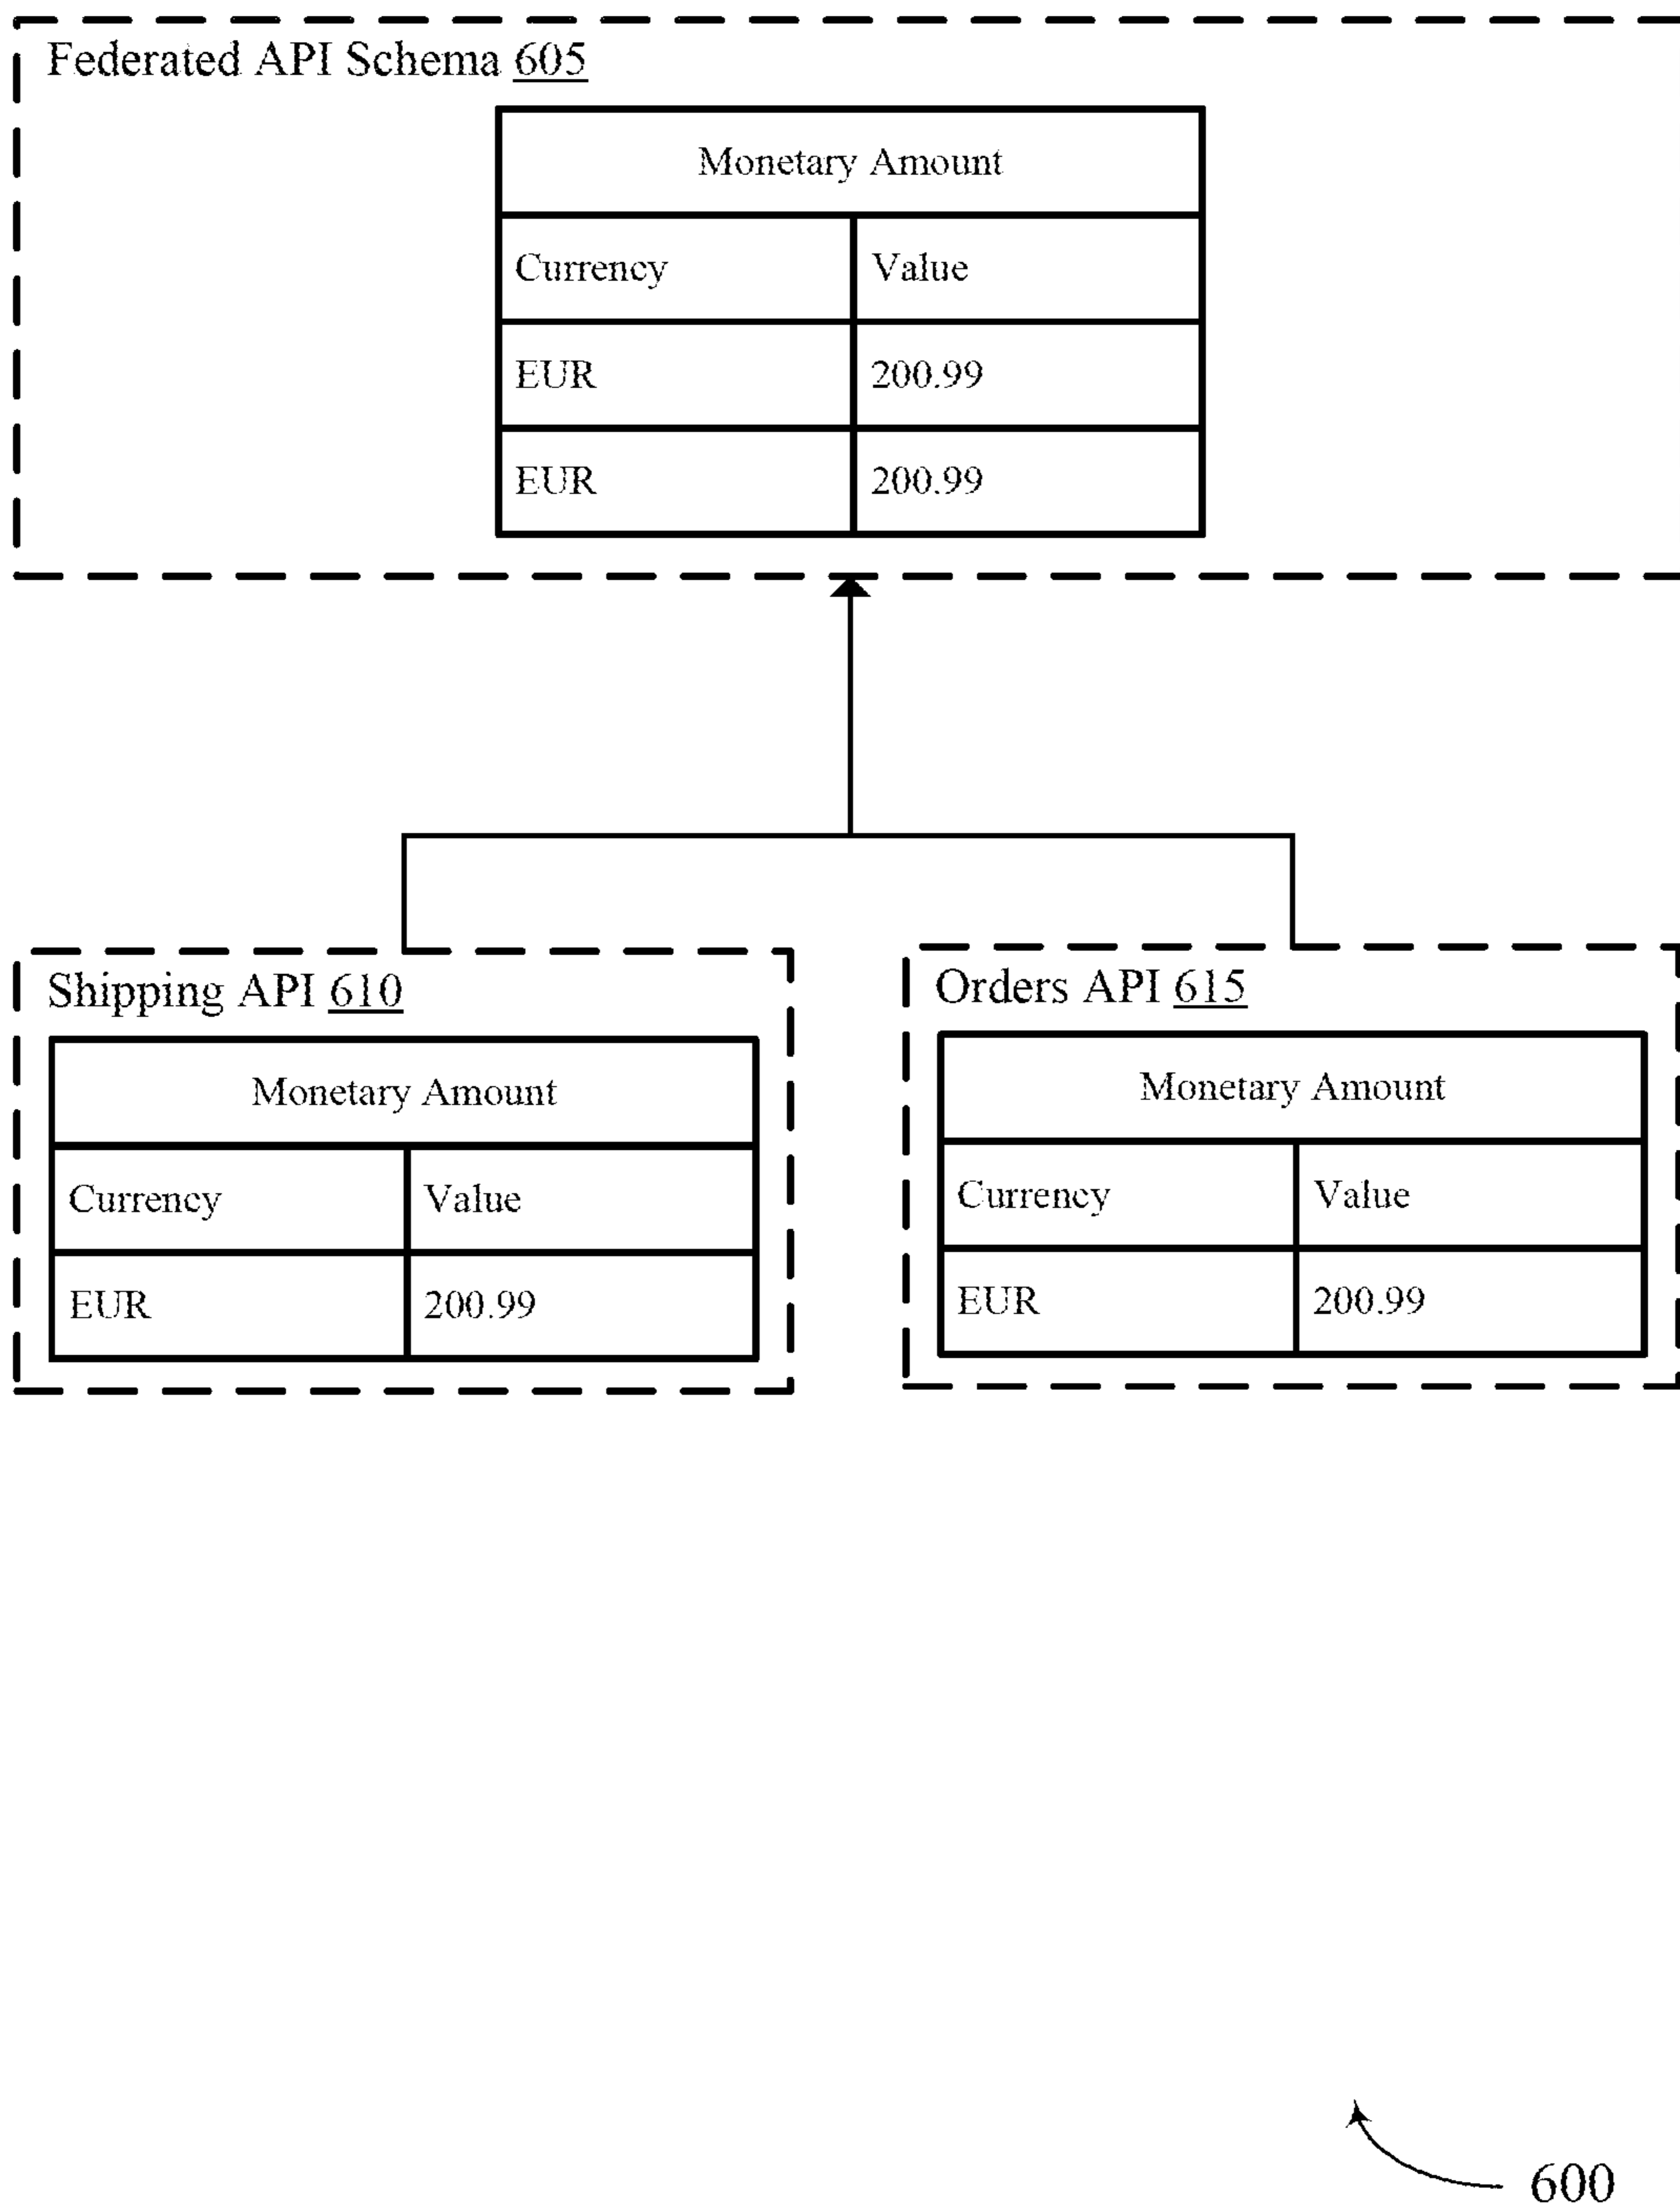 Federated API Schema 605
Monetary Amount
Currency Value
EUR 200.99
EUR 200.99
Shipping API 610
Monetary Amount
Currency Value
EUR 200.99
Orders API 615
Monetary Amount
Currency Value
EUR 200.99
600